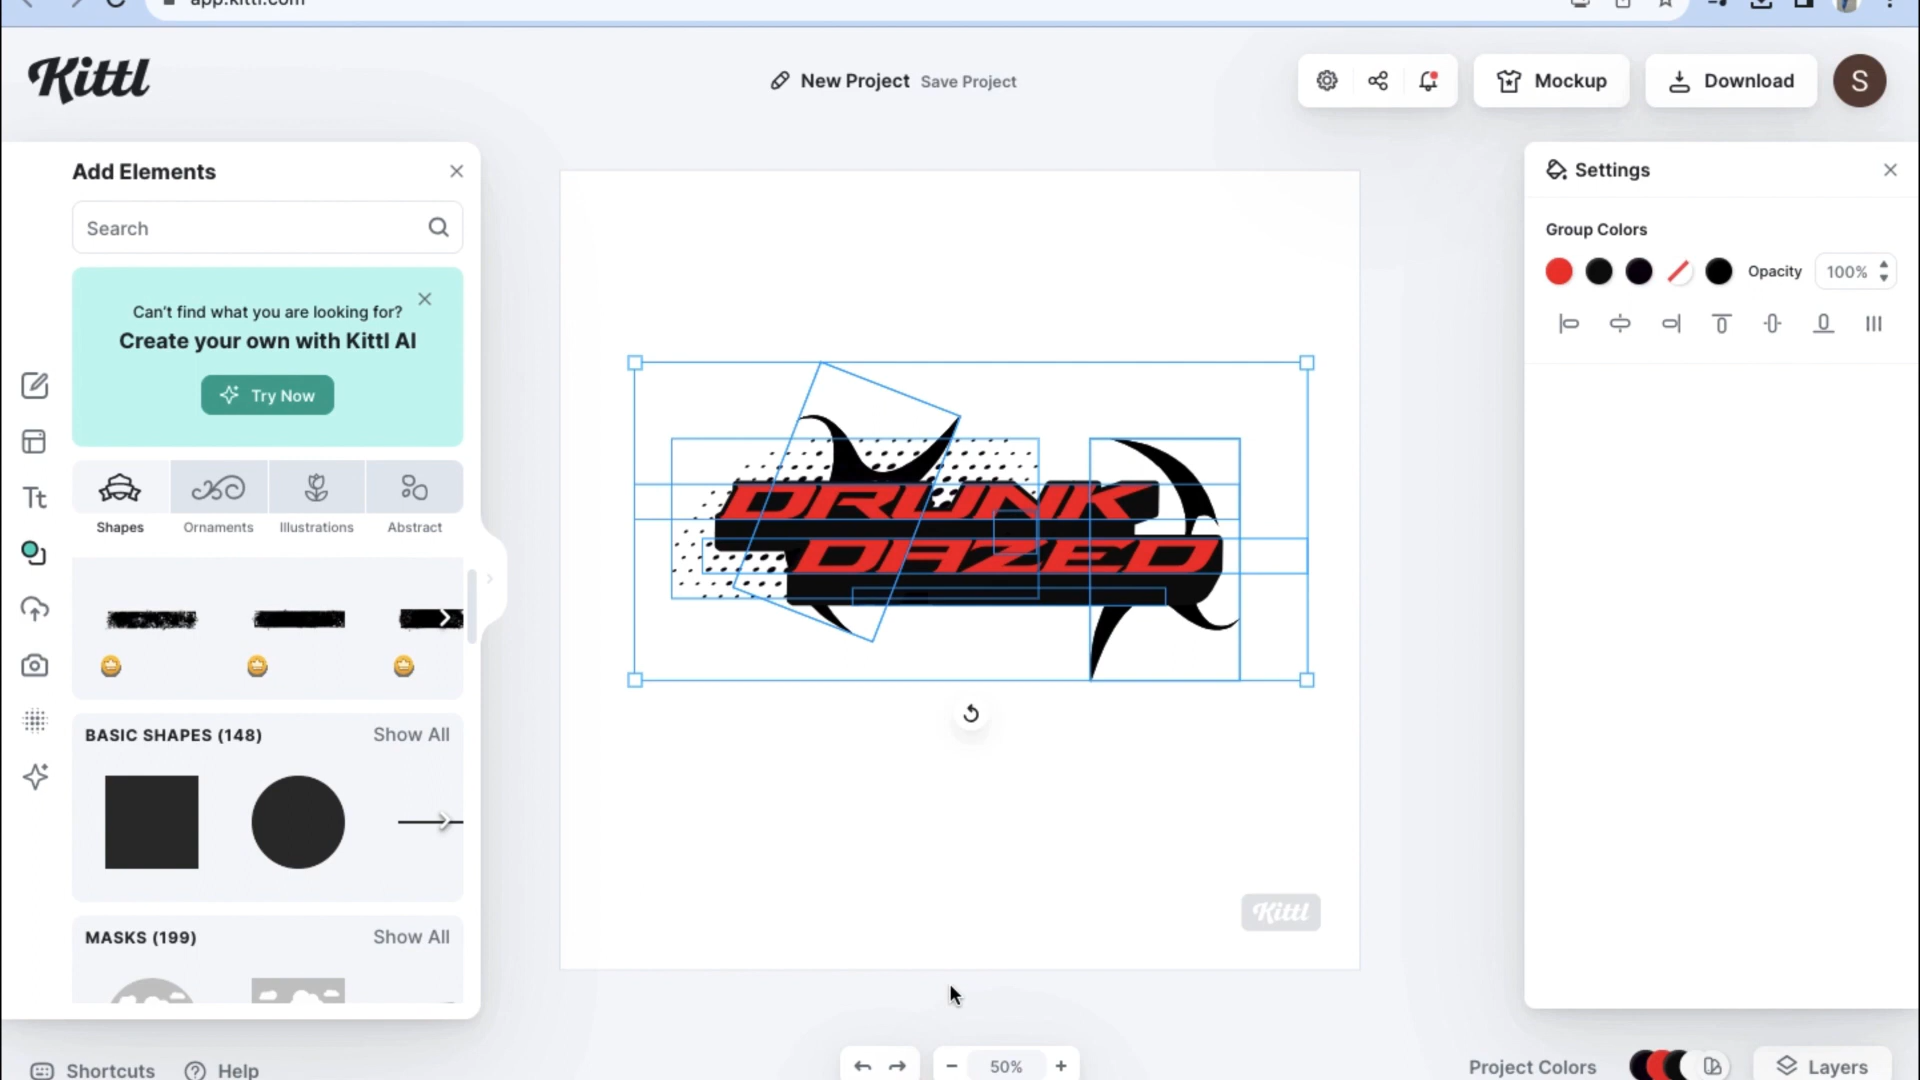 app.kittl.com
Kittl
New Project Save Project
Mockup
Download
S
Add Elements
Search
Can't find what you are looking for?
Create your own with Kittl AI
Try Now
Shapes Ornaments Illustrations Abstract
BASIC SHAPES (148) Show All
MASKS (199) Show All
Tt
DRUNK
DAZED
Kittl
Settings
Group Colors
Opacity 100%
Shortcuts Help
50%
Project Colors
Layers